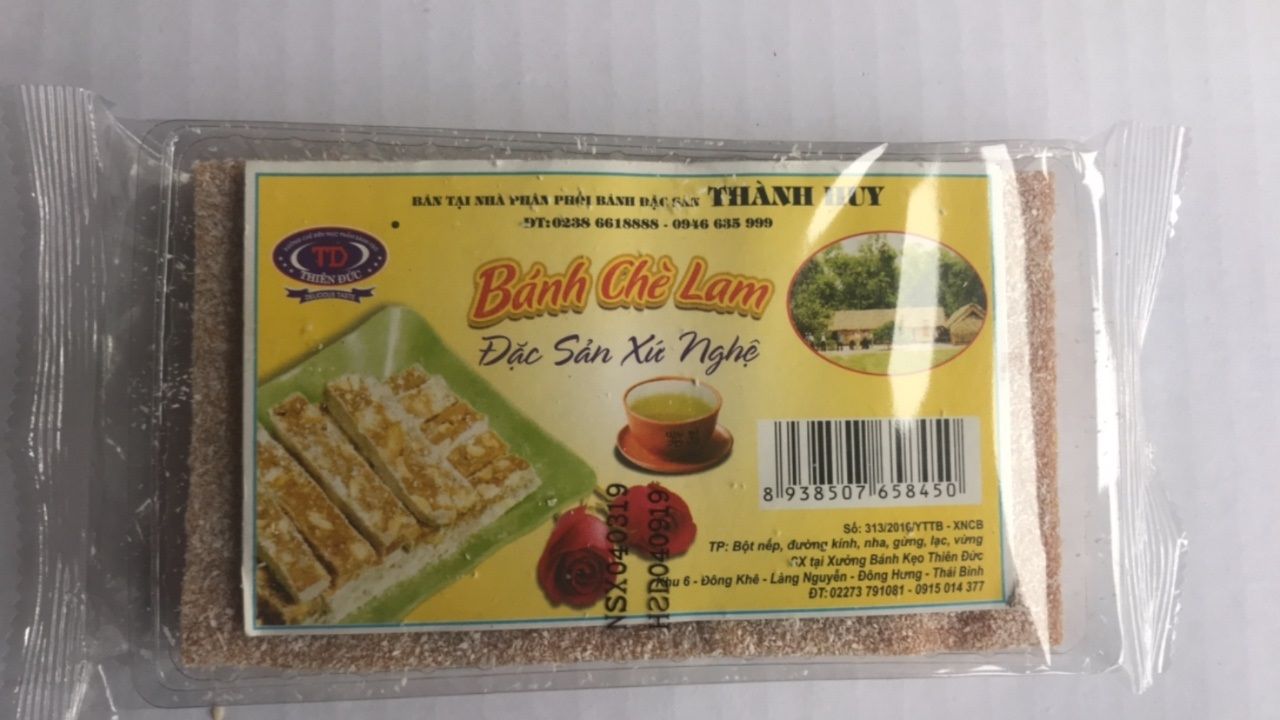 BÁN TẠI NHÀ PHÂN PHỐI BÁNH ĐẶC SẢN THÀNH HUY
ĐT: 0238 6618888 - 0946 635 999
TD
THIÊN ĐỨC
DELICIOUS TASTE
Bánh Chè Lam
Đặc Sản Xứ Nghệ
8 938507 658450
Số: 313/2016/YTTB - XNCB
TP: Bột nếp, đường kính, nha, gừng, lạc, vừng
SX tại Xưởng Bánh Kẹo Thiên Đức
6 - Đông Khê - Làng Nguyễn - Đông Hưng - Thái Bình
ĐT: 02273 791081 - 0915 014 377
NSX040319
HSD040919